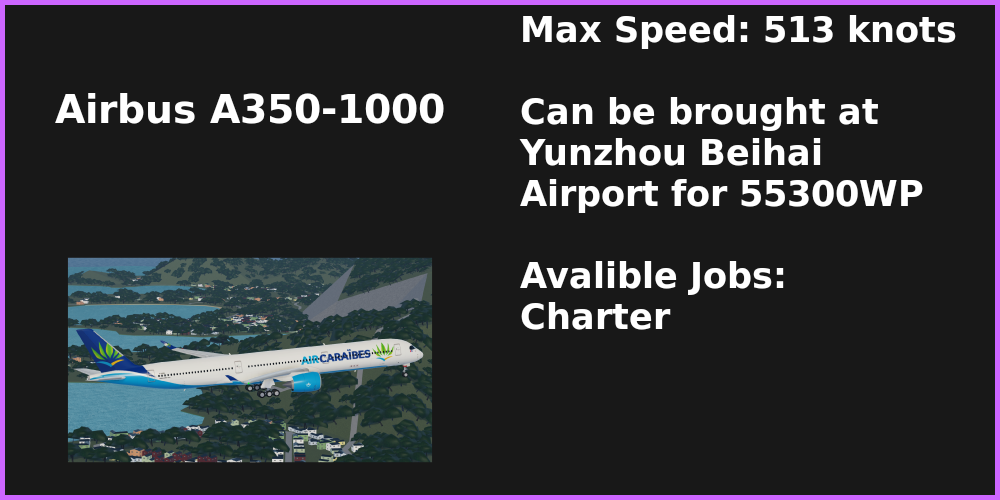 Airbus A350-1000
Max Speed: 513 knots
Can be brought at
Yunzhou Beihai
Airport for 55300WP
Avalible Jobs:
Charter
AIRCARAÏBES